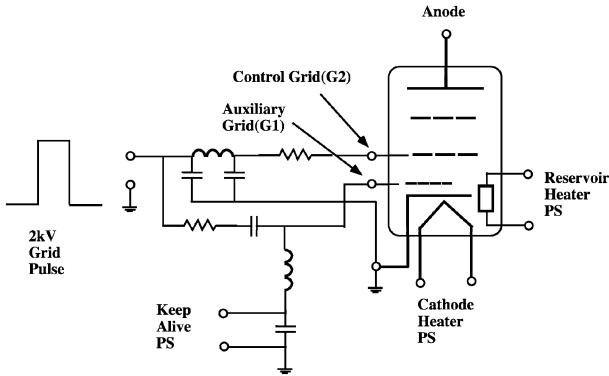 Anode
Control Grid(G2)
Auxiliary
Grid(G1)
Reservoir
Heater
PS
2kV
Grid
Pulse
Keep
Alive
PS
Cathode
Heater
PS